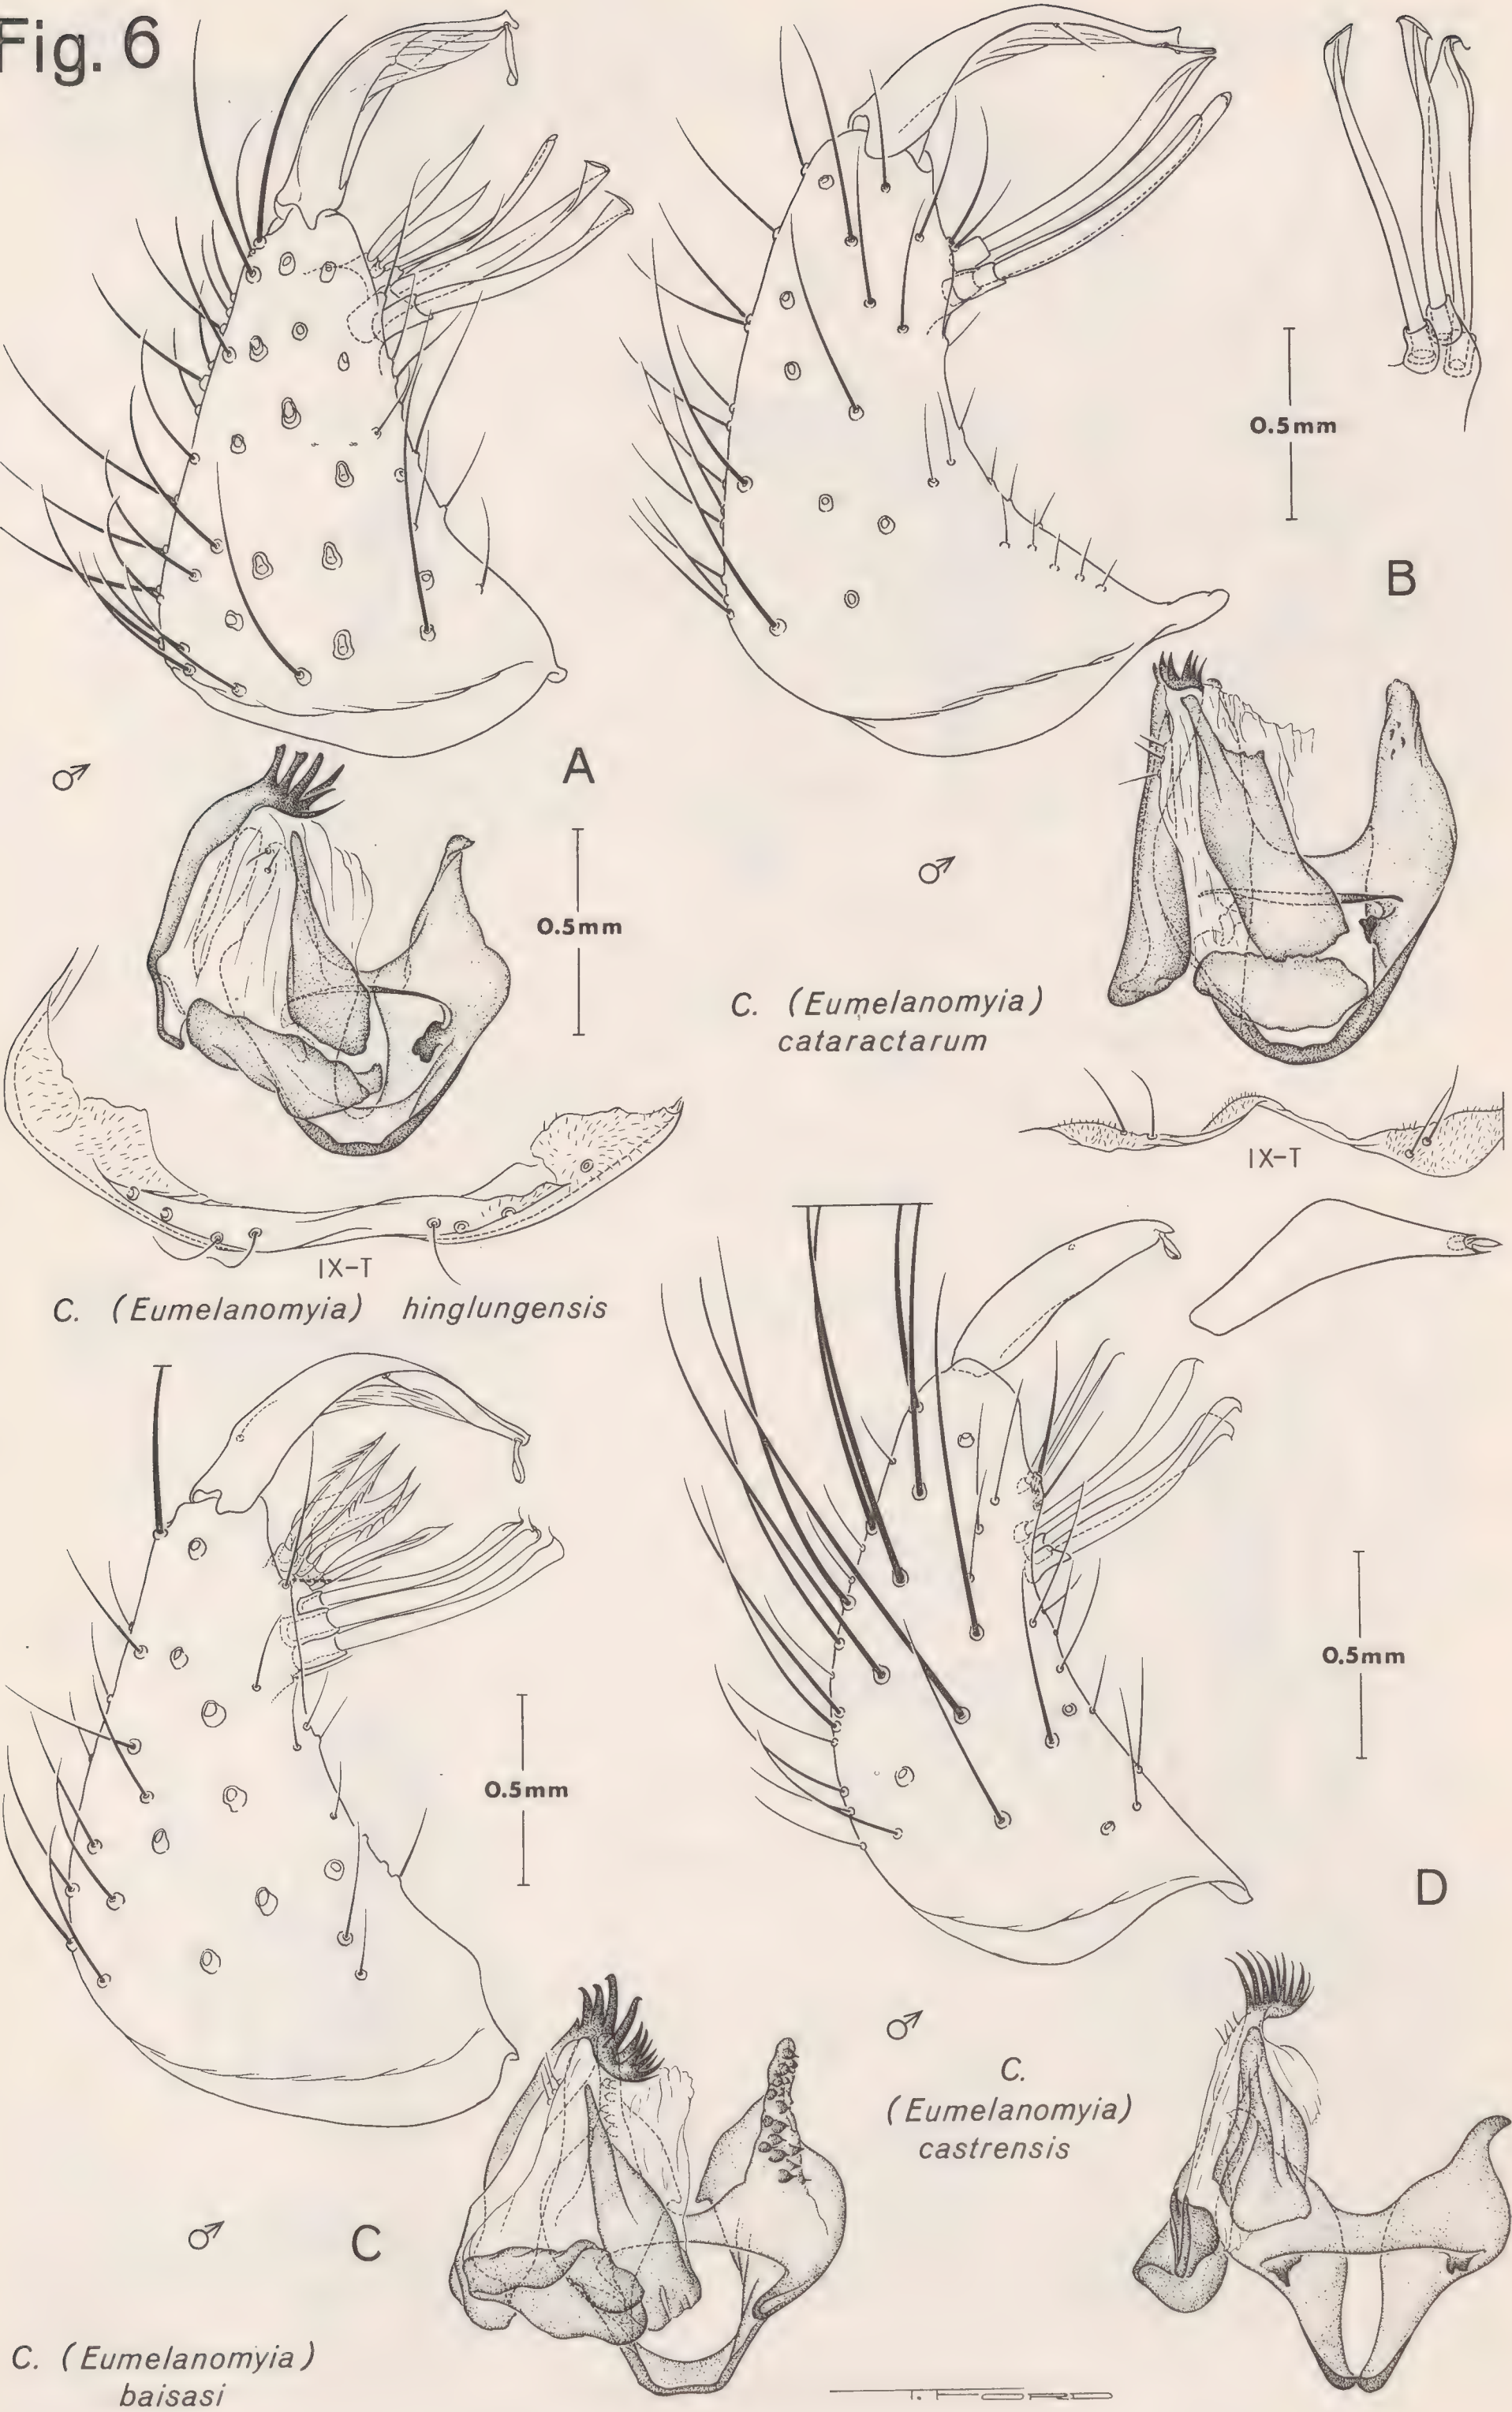 Fig. 6
0.5mm
B
♂
A
0.5mm
♂
C. (Eumelanomyia)
cataractarum
IX-T
IX-T
C. (Eumelanomyia) hinglungensis
0.5mm
0.5mm
D
♂
C.
(Eumelanomyia)
castrensis
♂
C
C. (Eumelanomyia)
baisasi
T. FORD